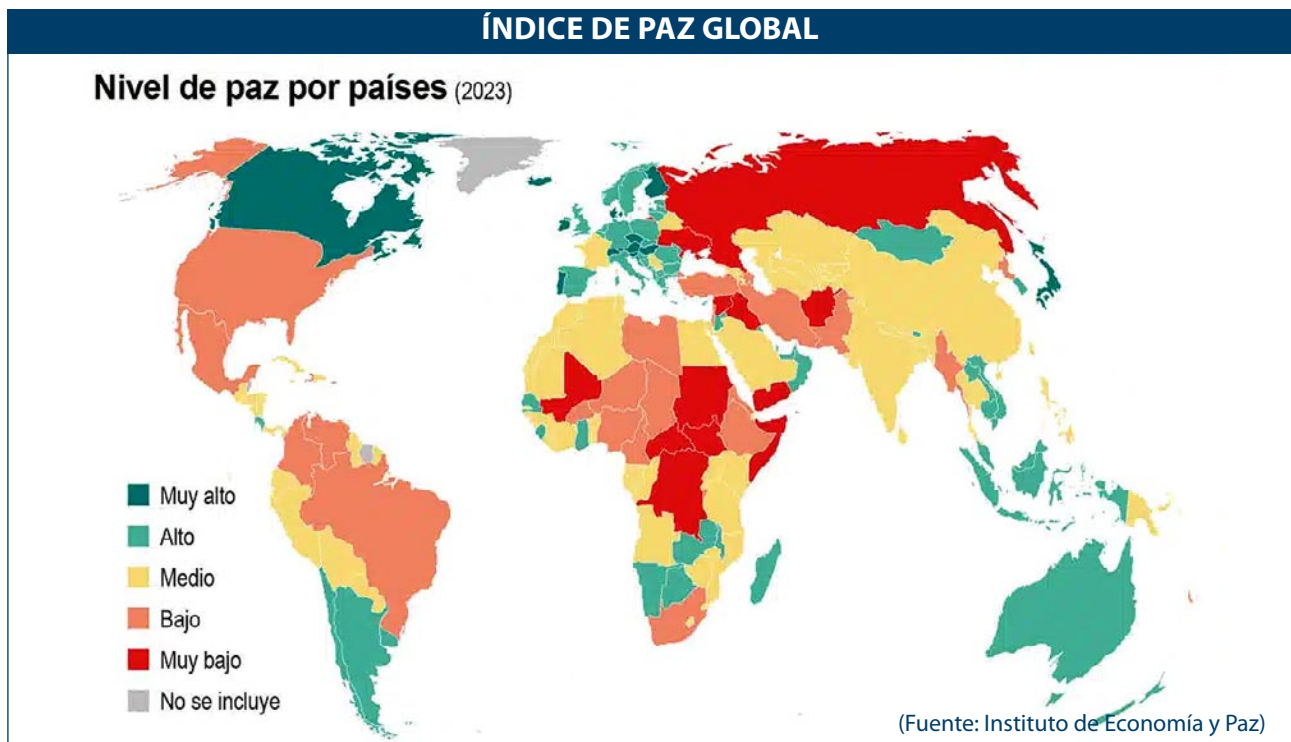 ÍNDICE DE PAZ GLOBAL
Nivel de paz por países (2023)
Muy alto
Alto
Medio
Bajo
Muy bajo
No se incluye
(Fuente: Instituto de Economía y Paz)